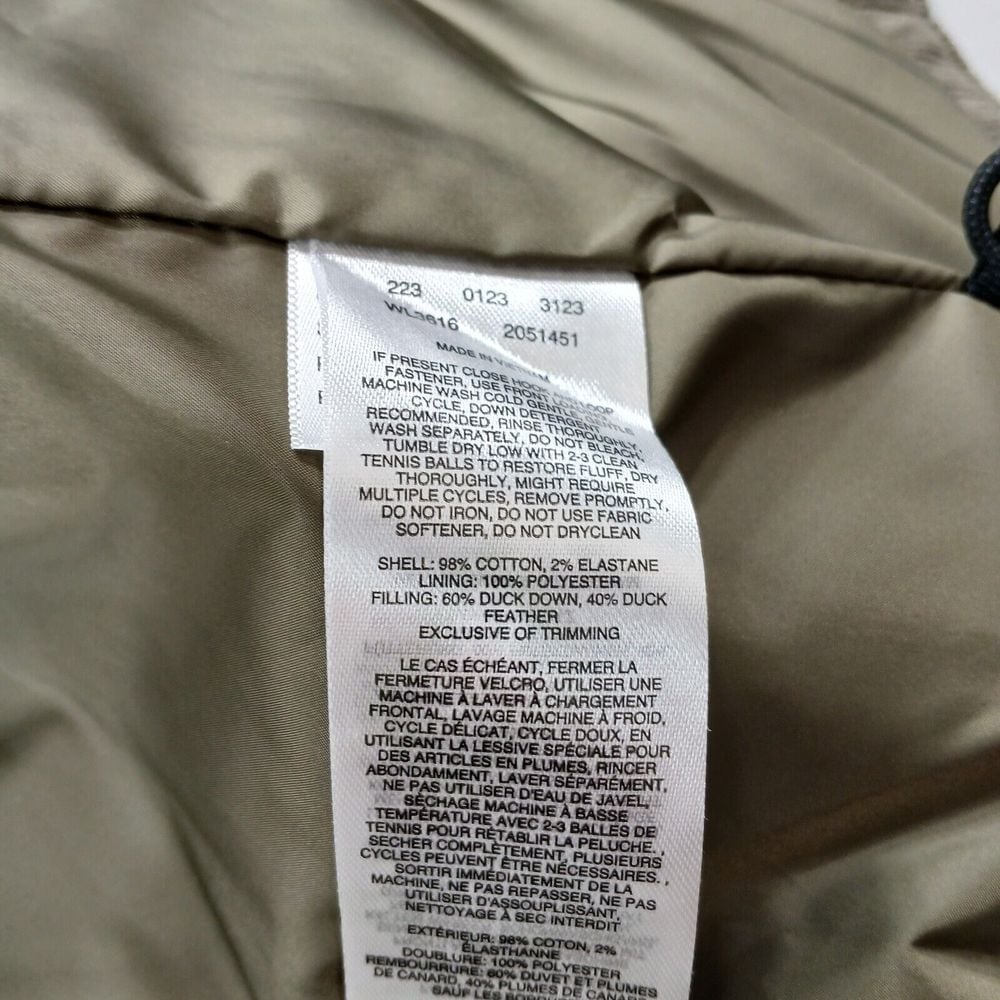 223 0123 3123
WL3616 2051451
MADE IN VIETNAM
IF PRESENT CLOSE HOOK LOOP
FASTENER, USE FRONT
MACHINE WASH COLD GENTLE GENTLE
CYCLE, DOWN DETERGENT
RECOMMENDED, RINSE THOROUGHLY,
WASH SEPARATELY, DO NOT BLEACH,
TUMBLE DRY LOW WITH 2-3 CLEAN
TENNIS BALLS TO RESTORE FLUFF, DRY
THOROUGHLY, MIGHT REQUIRE
MULTIPLE CYCLES, REMOVE PROMPTLY,
DO NOT IRON, DO NOT USE FABRIC
SOFTENER, DO NOT DRYCLEAN
SHELL: 98% COTTON, 2% ELASTANE
LINING: 100% POLYESTER
FILLING: 60% DUCK DOWN, 40% DUCK
FEATHER
EXCLUSIVE OF TRIMMING
LE CAS ÉCHÉANT, FERMER LA
FERMETURE VELCRO, UTILISER UNE
MACHINE À LAVER À CHARGEMENT
FRONTAL, LAVAGE MACHINE À FROID,
CYCLE DÉLICAT, CYCLE DOUX, EN
UTILISANT LA LESSIVE SPÉCIALE POUR
DES ARTICLES EN PLUMES, RINCER
ABONDAMMENT, LAVER SÉPARÉMENT,
NE PAS UTILISER D'EAU DE JAVEL,
SÉCHAGE MACHINE À BASSE
TEMPÉRATURE AVEC 2-3 BALLES DE
TENNIS POUR RÉTABLIR LA PELUCHE. ,
SECHER COMPLÈTEMENT, PLUSIEURS
CYCLES PEUVENT ÊTRE NÉCESSAIRES. ,
SORTIR IMMÉDIATEMENT DE LA
MACHINE, NE PAS REPASSER, NE PAS
UTILISER D'ASSOUPLISSANT,
NETTOYAGE À SEC INTERDIT
EXTÉRIEUR: 98% COTON, 2%
ÉLASTHANNE
DOUBLURE: 100% POLYESTER
REMBOURRURE: 60% DUVET ET PLUMES
DE CANARD, 40% PLUMES DE CANARD
SAUF LES